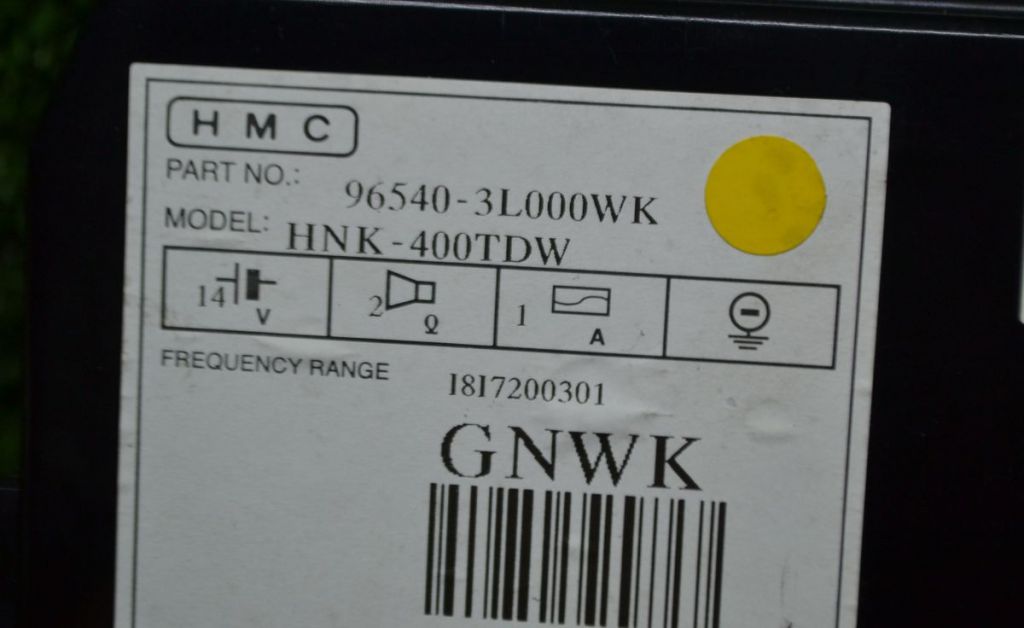 HMC
PART NO.: 96540-3L000WK
MODEL: HNK-400TDW
14 V 2 Ω 1 A
FREQUENCY RANGE I8I7200301
GNWK